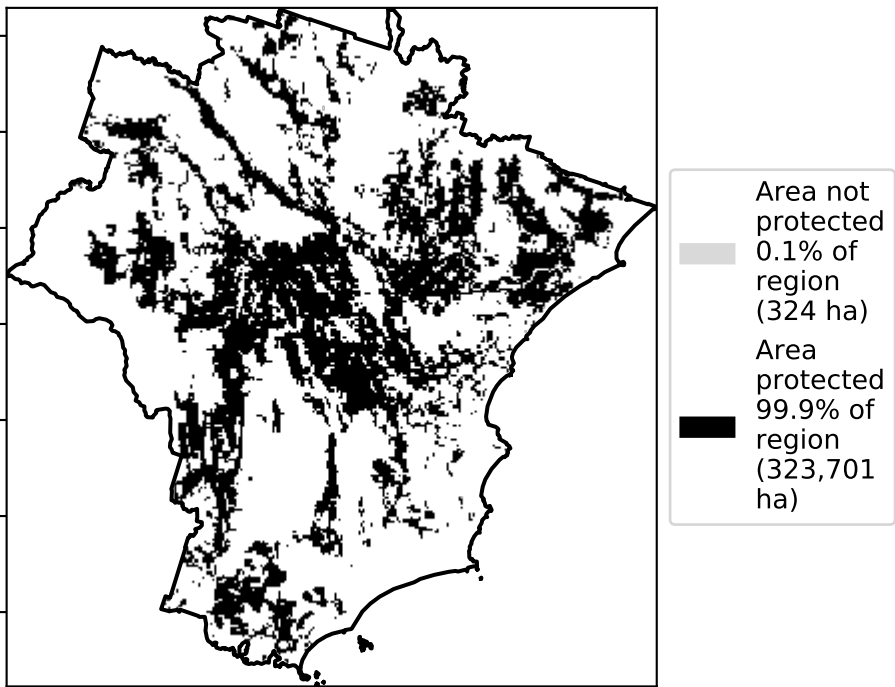 Area not
protected
0.1% of
region
(324 ha)
Area
protected
99.9% of
region
(323,701
ha)